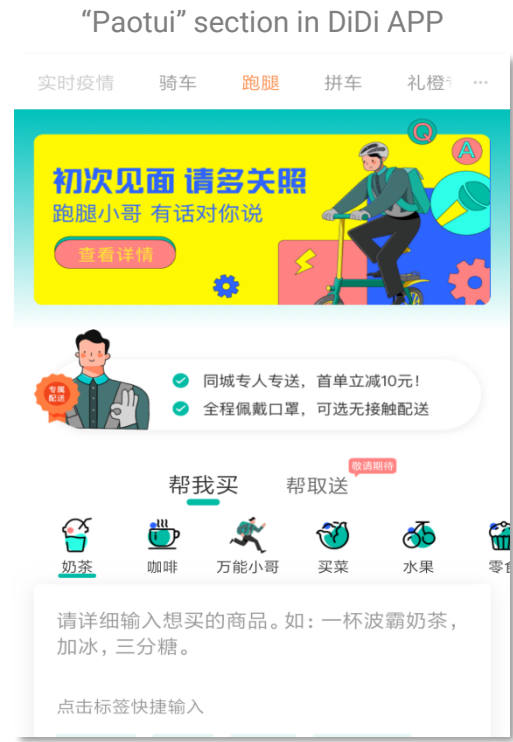 “Paotui” section in DiDi APP
实时疫情 骑车 跑腿 拼车 礼橙 ...
Q
A
初次见面 请多关照
跑腿小哥 有话对你说
查看详情
专属
配送
同城专人专送，首单立减10元！
全程佩戴口罩，可选无接触配送
敬请期待
帮我买 帮取送
奶茶 咖啡 万能小哥 买菜 水果 零
请详细输入想买的商品。如：一杯波霸奶茶，
加冰，三分糖。
点击标签快捷输入